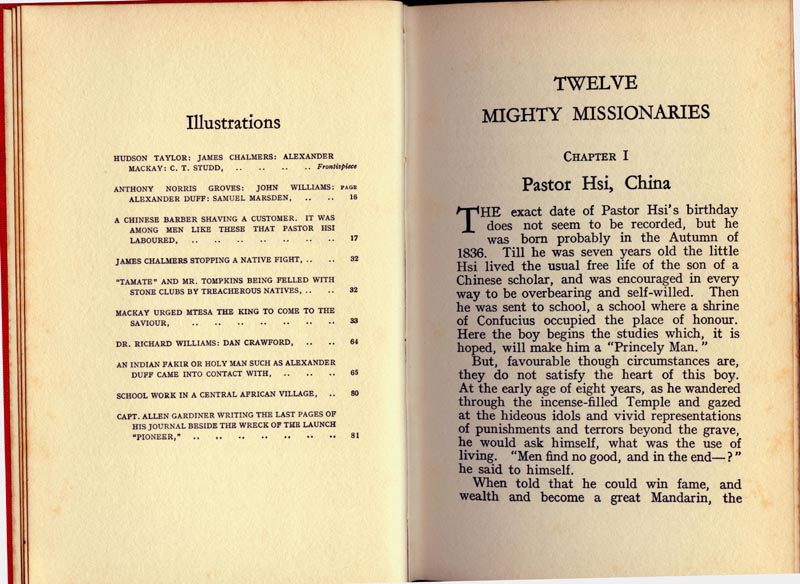 Illustrations
HUDSON TAYLOR: JAMES CHALMERS: ALEXANDER
MACKAY: C. T. STUDD, .. .. .. .. Frontispiece
ANTHONY NORRIS GROVES: JOHN WILLIAMS: PAGE
ALEXANDER DUFF: SAMUEL MARSDEN, .. .. 16
A CHINESE BARBER SHAVING A CUSTOMER. IT WAS
AMONG MEN LIKE THESE THAT PASTOR HSI
LABOURED, .. .. .. .. .. .. .. 17
JAMES CHALMERS STOPPING A NATIVE FIGHT, .. .. 32
"TAMATE" AND MR. TOMPKINS BEING FELLED WITH
STONE CLUBS BY TREACHEROUS NATIVES, .. .. 32
MACKAY URGED MTESA THE KING TO COME TO THE
SAVIOUR, .. .. .. .. .. .. .. 33
DR. RICHARD WILLIAMS: DAN CRAWFORD, .. .. 64
AN INDIAN FAKIR OR HOLY MAN SUCH AS ALEXANDER
DUFF CAME INTO CONTACT WITH, .. .. .. 65
SCHOOL WORK IN A CENTRAL AFRICAN VILLAGE, .. 80
CAPT. ALLEN GARDINER WRITING THE LAST PAGES OF
HIS JOURNAL BESIDE THE WRECK OF THE LAUNCH
"PIONEER," .. .. .. .. .. .. .. 81
TWELVE
MIGHTY MISSIONARIES
CHAPTER I
Pastor Hsi, China
THE exact date of Pastor Hsi's birthday
does not seem to be recorded, but he
was born probably in the Autumn of
1836. Till he was seven years old the little
Hsi lived the usual free life of the son of a
Chinese scholar, and was encouraged in every
way to be overbearing and self-willed. Then
he was sent to school, a school where a shrine
of Confucius occupied the place of honour.
Here the boy begins the studies which, it is
hoped, will make him a "Princely Man."
But, favourable though circumstances are,
they do not satisfy the heart of this boy.
At the early age of eight years, as he wandered
through the incense-filled Temple and gazed
at the hideous idols and vivid representations
of punishments and terrors beyond the grave,
he would ask himself, what was the use of
living. "Men find no good, and in the end—?"
he said to himself.
When told that he could win fame, and
wealth and become a great Mandarin, the